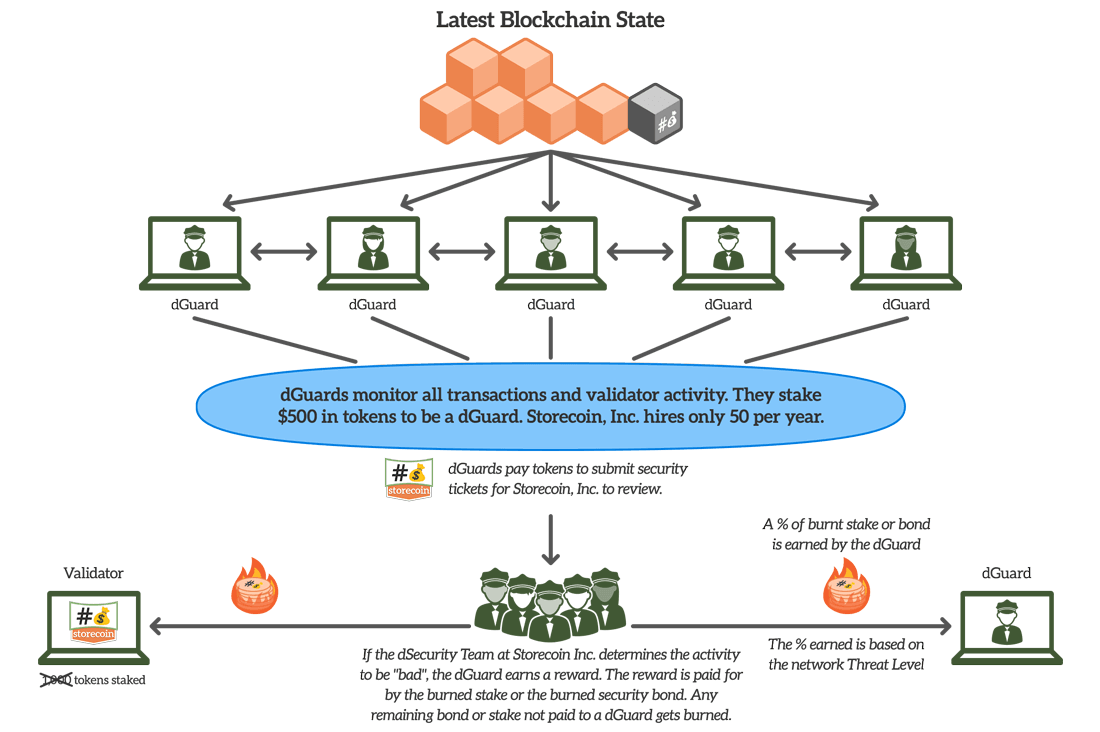 Latest Blockchain State
#💰
dGuard
dGuard
dGuard
dGuard
dGuard
dGuards monitor all transactions and validator activity. They stake
$500 in tokens to be a dGuard. Storecoin, Inc. hires only 50 per year.
#💰
storecoin
dGuards pay tokens to submit security
tickets for Storecoin, Inc. to review.
A % of burnt stake or bond
is earned by the dGuard
Validator
dGuard
#💰
storecoin
The % earned is based on
the network Threat Level
1,000 tokens staked
If the dSecurity Team at Storecoin Inc. determines the activity
to be "bad", the dGuard earns a reward. The reward is paid for
by the burned stake or the burned security bond. Any
remaining bond or stake not paid to a dGuard gets burned.